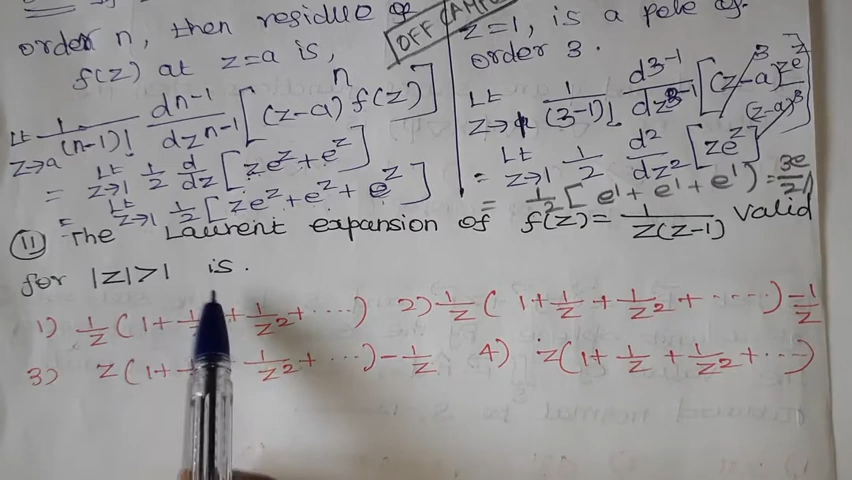 order n, then residue of
f(z) at z=a is,
Lt z→a 1/(n-1)! d^(n-1)/dz^(n-1) [(z-a)^n f(z)]
= Lt z→1 1/2 d/dz [ze^z + e^z]
= Lt z→1 1/2 [ze^z + e^z + e^z]
OFF CAMPU
z=1, is a pole of
order 3.
Lt z→1 1/(3-1)! d^(3-1)/dz^(3-1) [(z-a)^3 ze^z/(z-a)^3]
= Lt z→1 1/2 d²/dz² [ze^z]
= 1/2 [e¹ + e¹ + e¹) = 3e/2
(11) The Laurent expansion of f(z) = 1/z(z-1) valid
for |z|>1 is.
1) 1/z (1+ 1/ + 1/z² + ....) 2) 1/z (1 + 1/z + 1/z² + ....) - 1/z
3) z(1+ 1/z² + ...) - 1/z 4) z(1 + 1/z + 1/z² + ...)